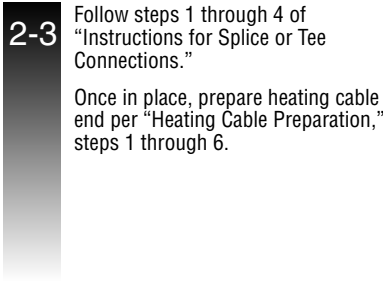 2-3
Follow steps 1 through 4 of
“Instructions for Splice or Tee
Connections.”
Once in place, prepare heating cable
end per “Heating Cable Preparation,”
steps 1 through 6.